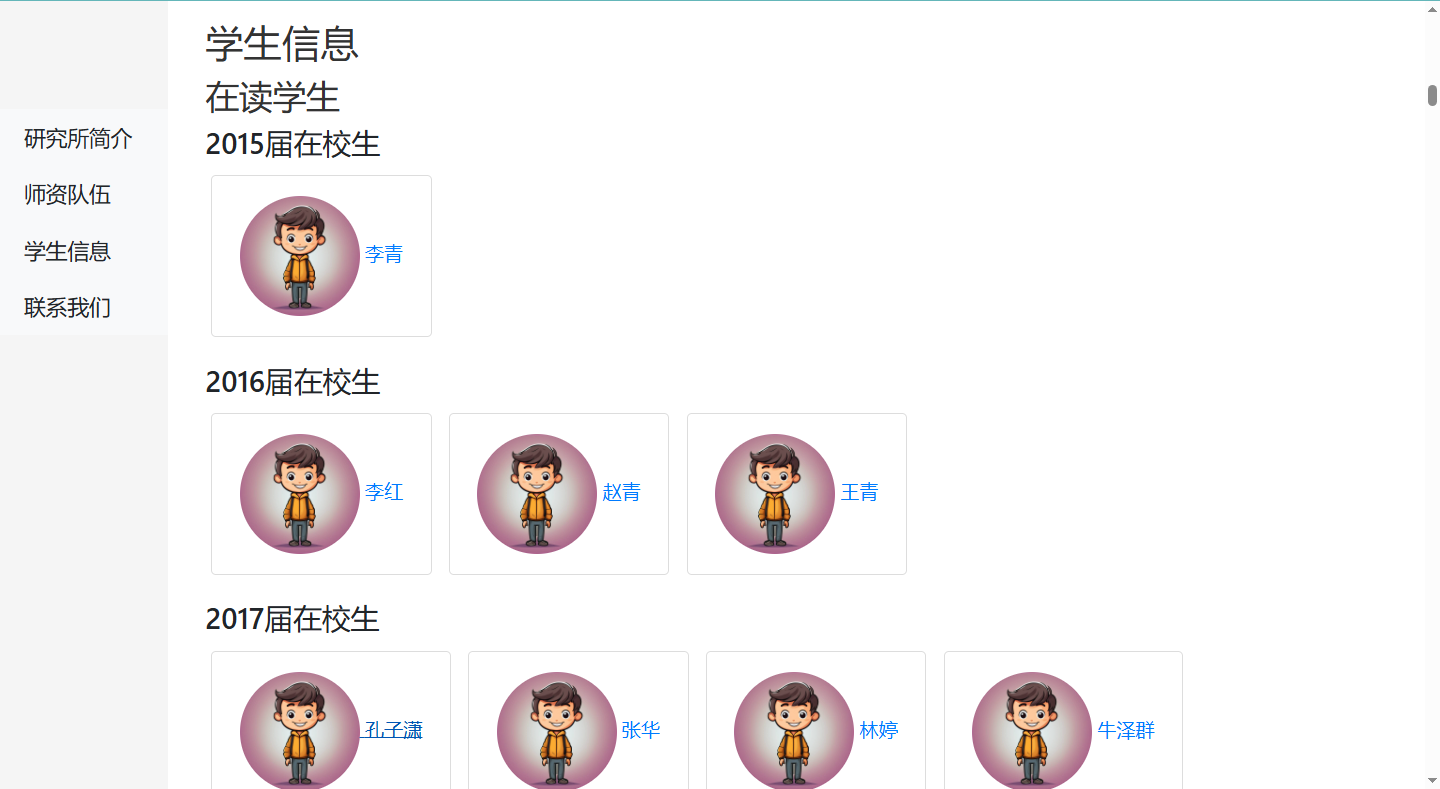 学生信息
在读学生
2015届在校生
研究所简介
师资队伍
学生信息
联系我们
李青
2016届在校生
李红
赵青
王青
2017届在校生
孔子潇
张华
林婷
牛泽群